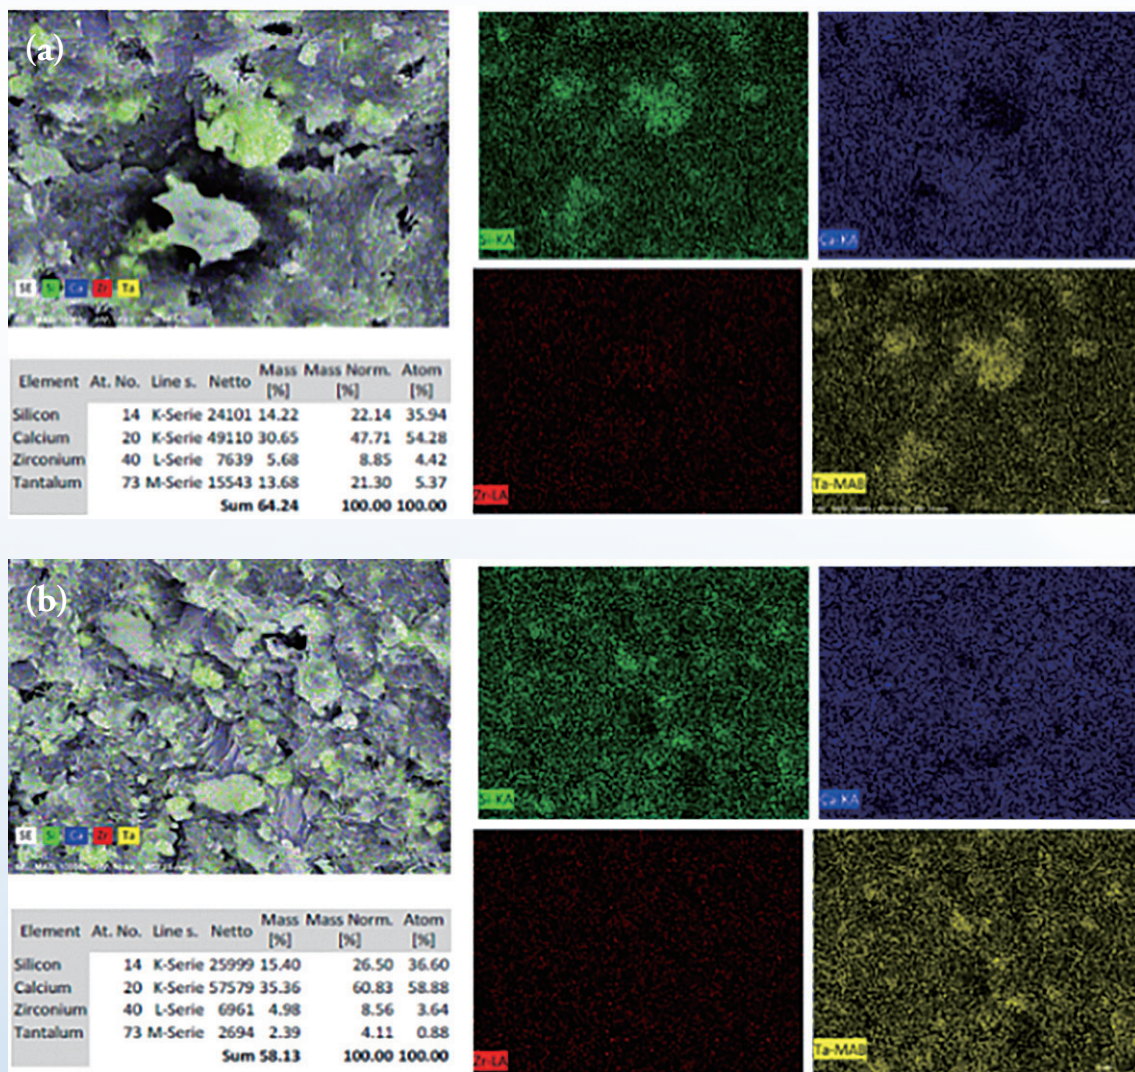 (a)
SE Si Ca Zr Ta
Si-KA
Ca-KA
Zr-LA
Ta-MAB
Element At. No. Line s. Netto Mass [%] Mass Norm. [%] Atom [%]
Silicon 14 K-Serie 24101 14.22 22.14 35.94
Calcium 20 K-Serie 49110 30.65 47.71 54.28
Zirconium 40 L-Serie 7639 5.68 8.85 4.42
Tantalum 73 M-Serie 15543 13.68 21.30 5.37
Sum 64.24 100.00 100.00
(b)
SE Si Ca Zr Ta
Si-KA
Ca-KA
Zr-LA
Ta-MAB
Element At. No. Line s. Netto Mass [%] Mass Norm. [%] Atom [%]
Silicon 14 K-Serie 25999 15.40 26.50 36.60
Calcium 20 K-Serie 57579 35.36 60.83 58.88
Zirconium 40 L-Serie 6961 4.98 8.56 3.64
Tantalum 73 M-Serie 2694 2.39 4.11 0.88
Sum 58.13 100.00 100.00